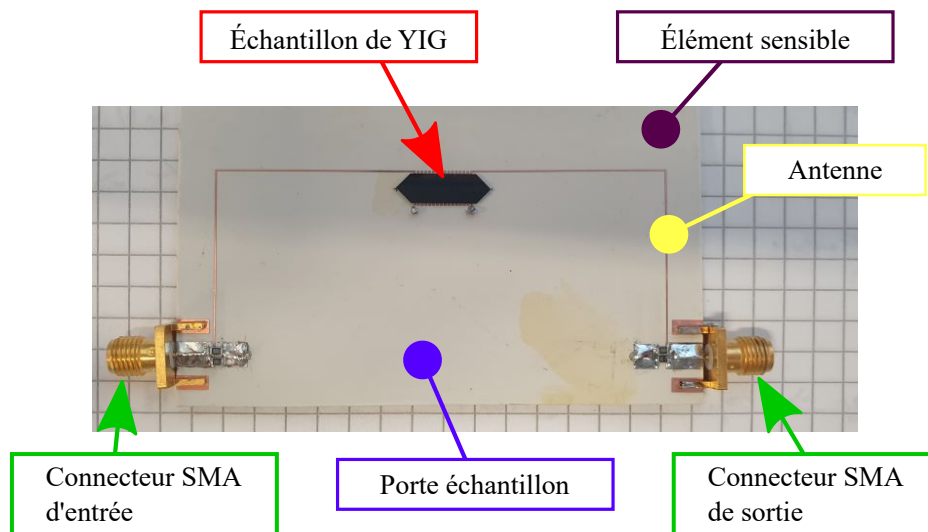 Échantillon de YIG
Élément sensible
Antenne
Connecteur SMA
d'entrée
Porte échantillon
Connecteur SMA
de sortie